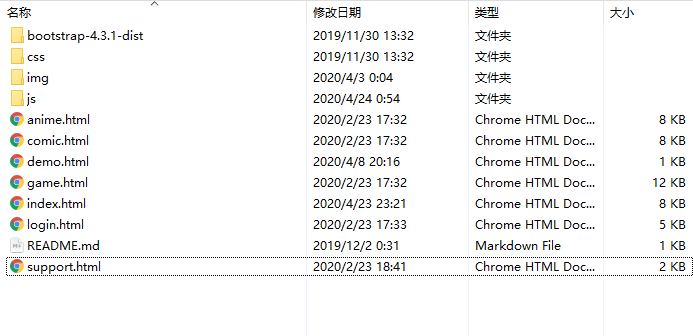 名称 修改日期 类型 大小
bootstrap-4.3.1-dist 2019/11/30 13:32 文件夹
css 2019/11/30 13:32 文件夹
img 2020/4/3 0:04 文件夹
js 2020/4/24 0:54 文件夹
anime.html 2020/2/23 17:32 Chrome HTML Doc... 8 KB
comic.html 2020/2/23 17:32 Chrome HTML Doc... 8 KB
demo.html 2020/4/8 20:16 Chrome HTML Doc... 1 KB
game.html 2020/2/23 17:32 Chrome HTML Doc... 12 KB
index.html 2020/4/23 23:21 Chrome HTML Doc... 8 KB
login.html 2020/2/23 17:33 Chrome HTML Doc... 5 KB
README.md 2019/12/2 0:31 Markdown File 1 KB
support.html 2020/2/23 18:41 Chrome HTML Doc... 2 KB